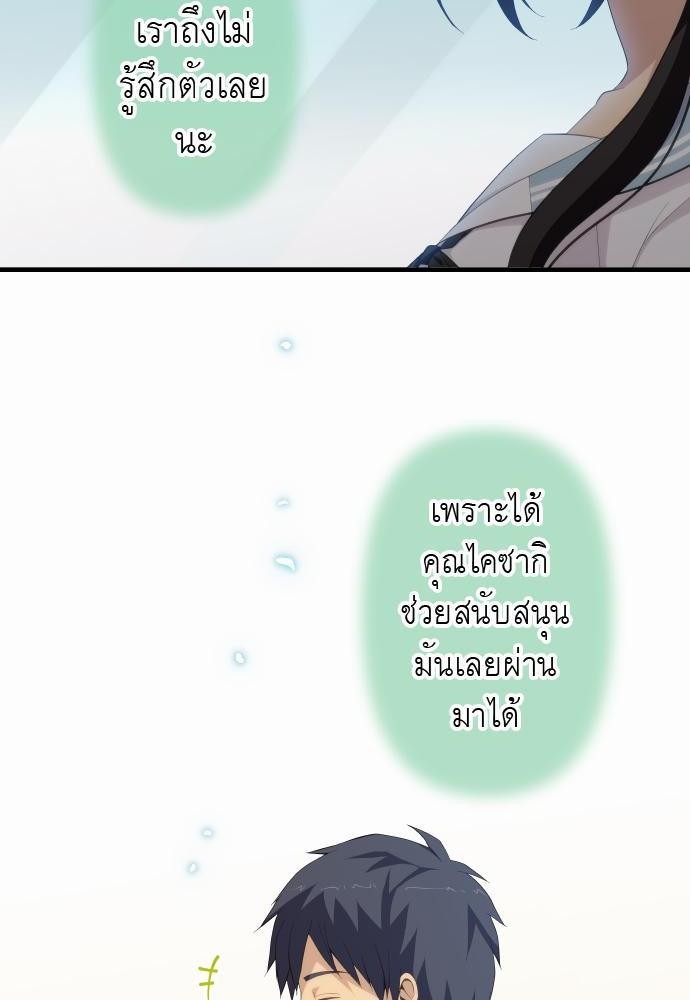 เราถึงไม่
รู้สึกตัวเลย
นะ
เพราะได้
คุณไคซากิ
ช่วยสนับสนุน
มันเลยผ่าน
มาได้